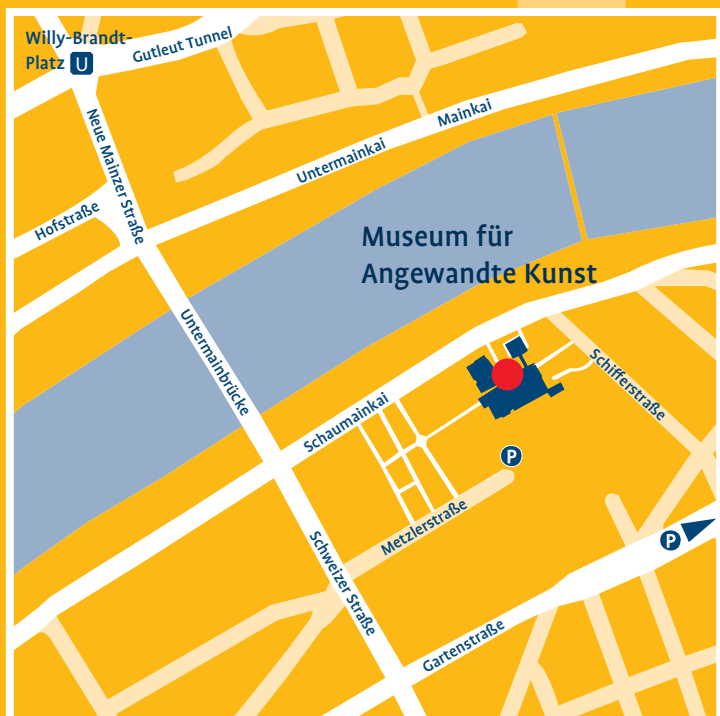 Willy-Brandt-
Platz U
Gutleut Tunnel
Neue Mainzer Straße
Mainkai
Untermainkai
Hofstraße
Museum für
Angewandte Kunst
Untermainbrücke
Schifferstraße
Schaumainkai
P
Metzlerstraße
P
Schweizer Straße
Gartenstraße